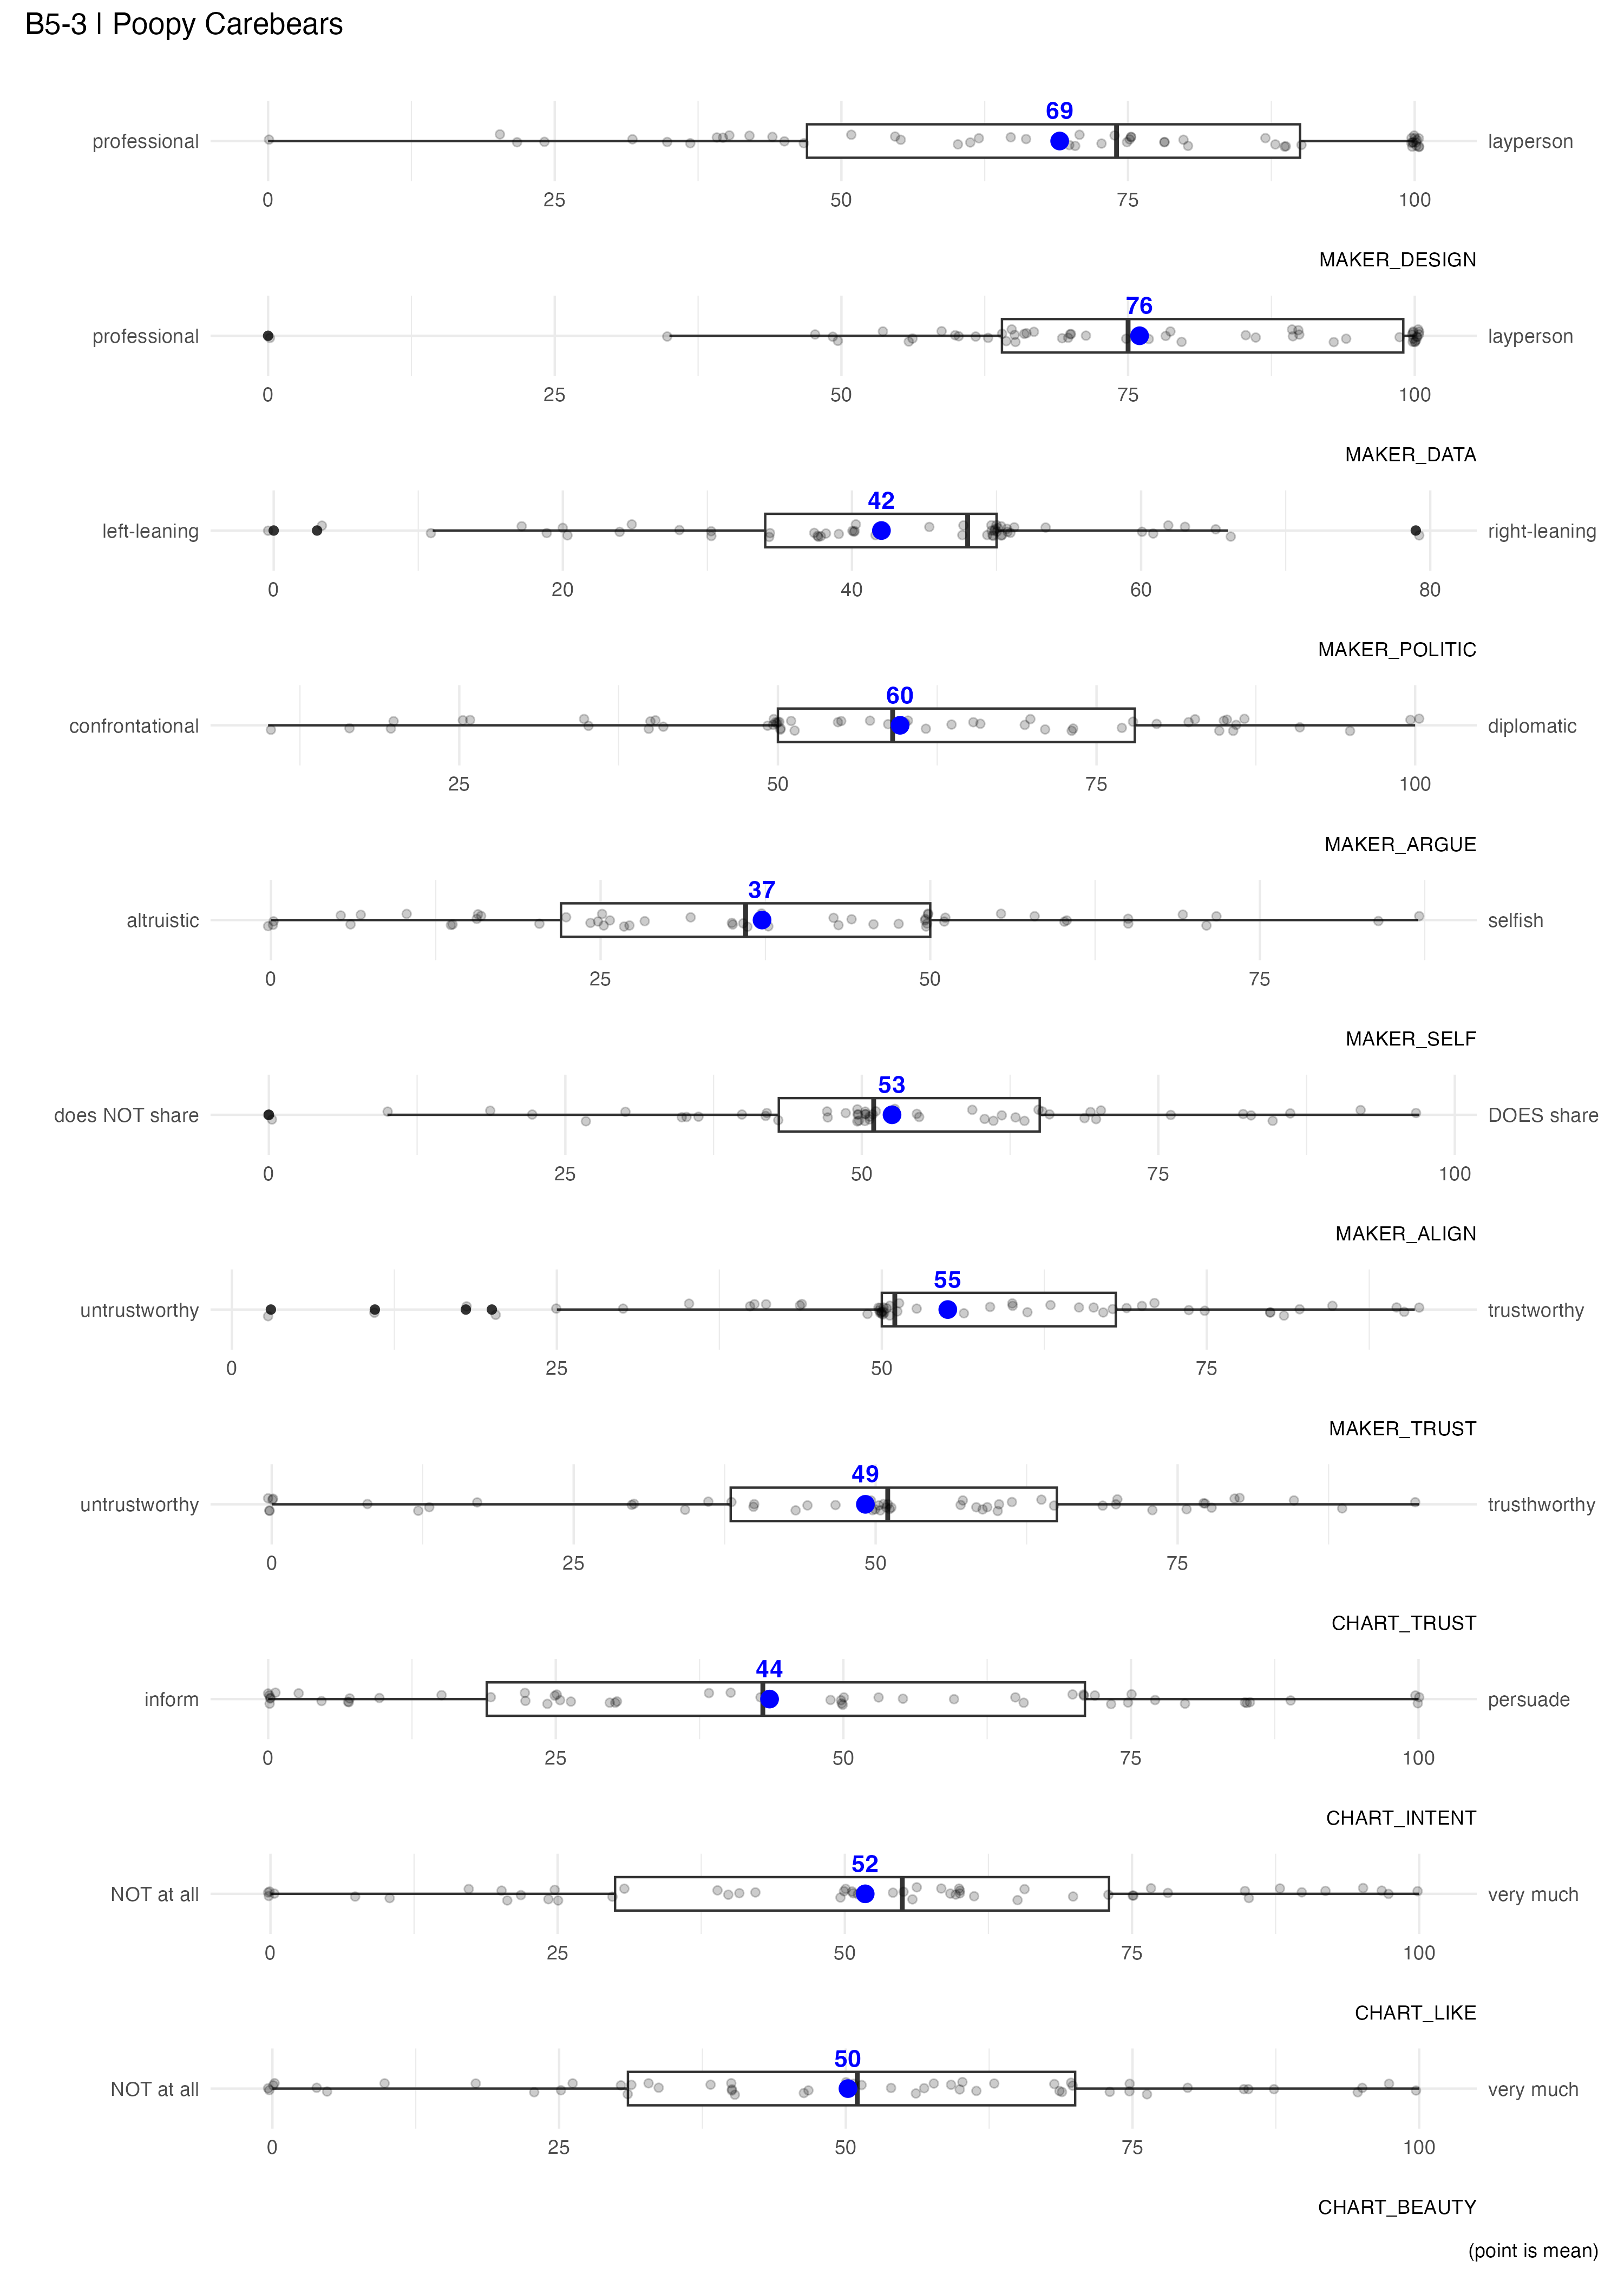 B5-3 | Poopy Carebears
69
professional
layperson
0 25 50 75 100
MAKER_DESIGN
76
professional
layperson
0 25 50 75 100
MAKER_DATA
42
left-leaning
right-leaning
0 20 40 60 80
MAKER_POLITIC
60
confrontational
diplomatic
25 50 75 100
MAKER_ARGUE
37
altruistic
selfish
0 25 50 75
MAKER_SELF
53
does NOT share
DOES share
0 25 50 75 100
MAKER_ALIGN
55
untrustworthy
trustworthy
0 25 50 75
MAKER_TRUST
49
untrustworthy
trusthworthy
0 25 50 75
CHART_TRUST
44
inform
persuade
0 25 50 75 100
CHART_INTENT
52
NOT at all
very much
0 25 50 75 100
CHART_LIKE
50
NOT at all
very much
0 25 50 75 100
CHART_BEAUTY
(point is mean)